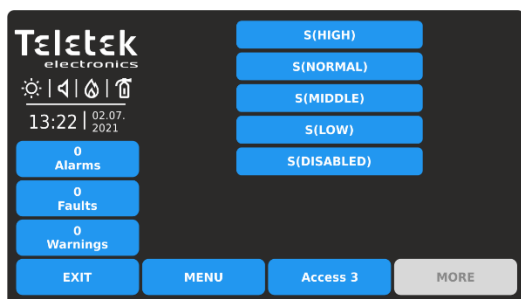 Teletek
electronics
13:22 | 02.07.
2021
0
Alarms
0
Faults
0
Warnings
S(HIGH)
S(NORMAL)
S(MIDDLE)
S(LOW)
S(DISABLED)
EXIT MENU Access 3 MORE